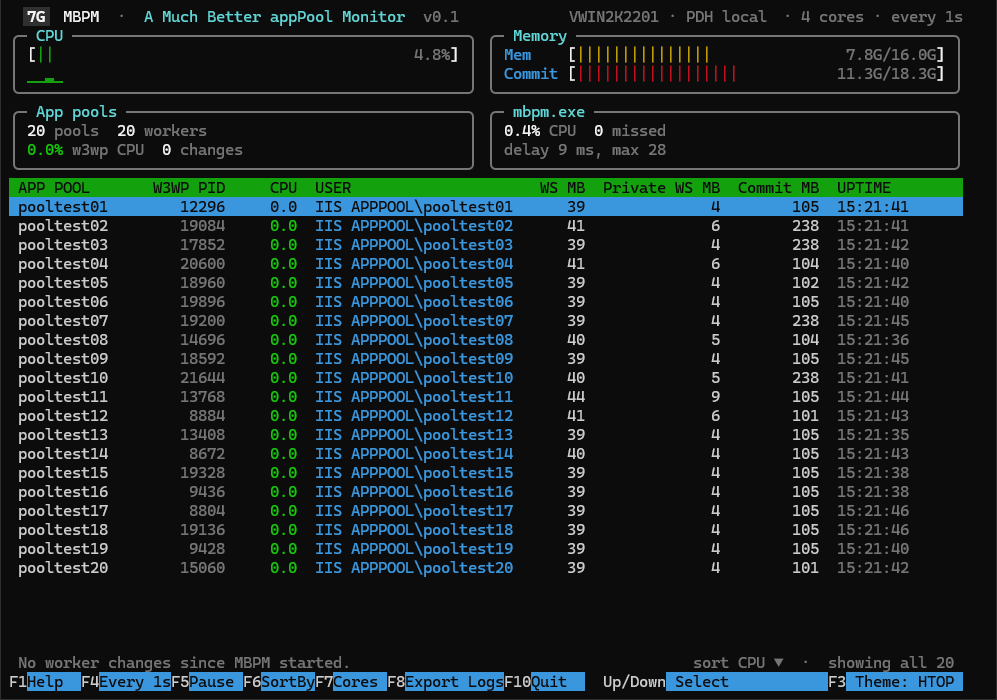 7G MBPM · A Much Better appPool Monitor v0.1 VWIN2K2201 · PDH local · 4 cores · every 1s
CPU
[|| 4.8%]
Memory
Mem [||||||||||||||| 7.8G/16.0G]
Commit [|||||||||||||||||| 11.3G/18.3G]
App pools
20 pools 20 workers
0.0% w3wp CPU 0 changes
mbpm.exe
0.4% CPU 0 missed
delay 9 ms, max 28
APP POOL W3WP PID CPU USER WS MB Private WS MB Commit MB UPTIME
pooltest01 12296 0.0 IIS APPPOOL\pooltest01 39 4 105 15:21:41
pooltest02 19084 0.0 IIS APPPOOL\pooltest02 41 6 238 15:21:41
pooltest03 17852 0.0 IIS APPPOOL\pooltest03 39 4 238 15:21:42
pooltest04 20600 0.0 IIS APPPOOL\pooltest04 41 6 104 15:21:40
pooltest05 18960 0.0 IIS APPPOOL\pooltest05 39 4 102 15:21:42
pooltest06 19896 0.0 IIS APPPOOL\pooltest06 39 4 105 15:21:40
pooltest07 19200 0.0 IIS APPPOOL\pooltest07 39 4 238 15:21:45
pooltest08 14696 0.0 IIS APPPOOL\pooltest08 40 5 104 15:21:36
pooltest09 18592 0.0 IIS APPPOOL\pooltest09 39 4 105 15:21:45
pooltest10 21644 0.0 IIS APPPOOL\pooltest10 40 5 238 15:21:41
pooltest11 13768 0.0 IIS APPPOOL\pooltest11 44 9 105 15:21:44
pooltest12 8884 0.0 IIS APPPOOL\pooltest12 41 6 101 15:21:43
pooltest13 13408 0.0 IIS APPPOOL\pooltest13 39 4 105 15:21:35
pooltest14 8672 0.0 IIS APPPOOL\pooltest14 40 4 105 15:21:43
pooltest15 19328 0.0 IIS APPPOOL\pooltest15 39 4 105 15:21:38
pooltest16 9436 0.0 IIS APPPOOL\pooltest16 39 4 105 15:21:38
pooltest17 8804 0.0 IIS APPPOOL\pooltest17 39 4 105 15:21:46
pooltest18 19136 0.0 IIS APPPOOL\pooltest18 39 4 105 15:21:46
pooltest19 9428 0.0 IIS APPPOOL\pooltest19 39 4 105 15:21:40
pooltest20 15060 0.0 IIS APPPOOL\pooltest20 39 4 101 15:21:42
No worker changes since MBPM started. sort CPU ▼ · showing all 20
F1Help F4Every 1sF5Pause F6SortByF7Cores F8Export LogsF10Quit Up/Down Select F3 Theme: HTOP